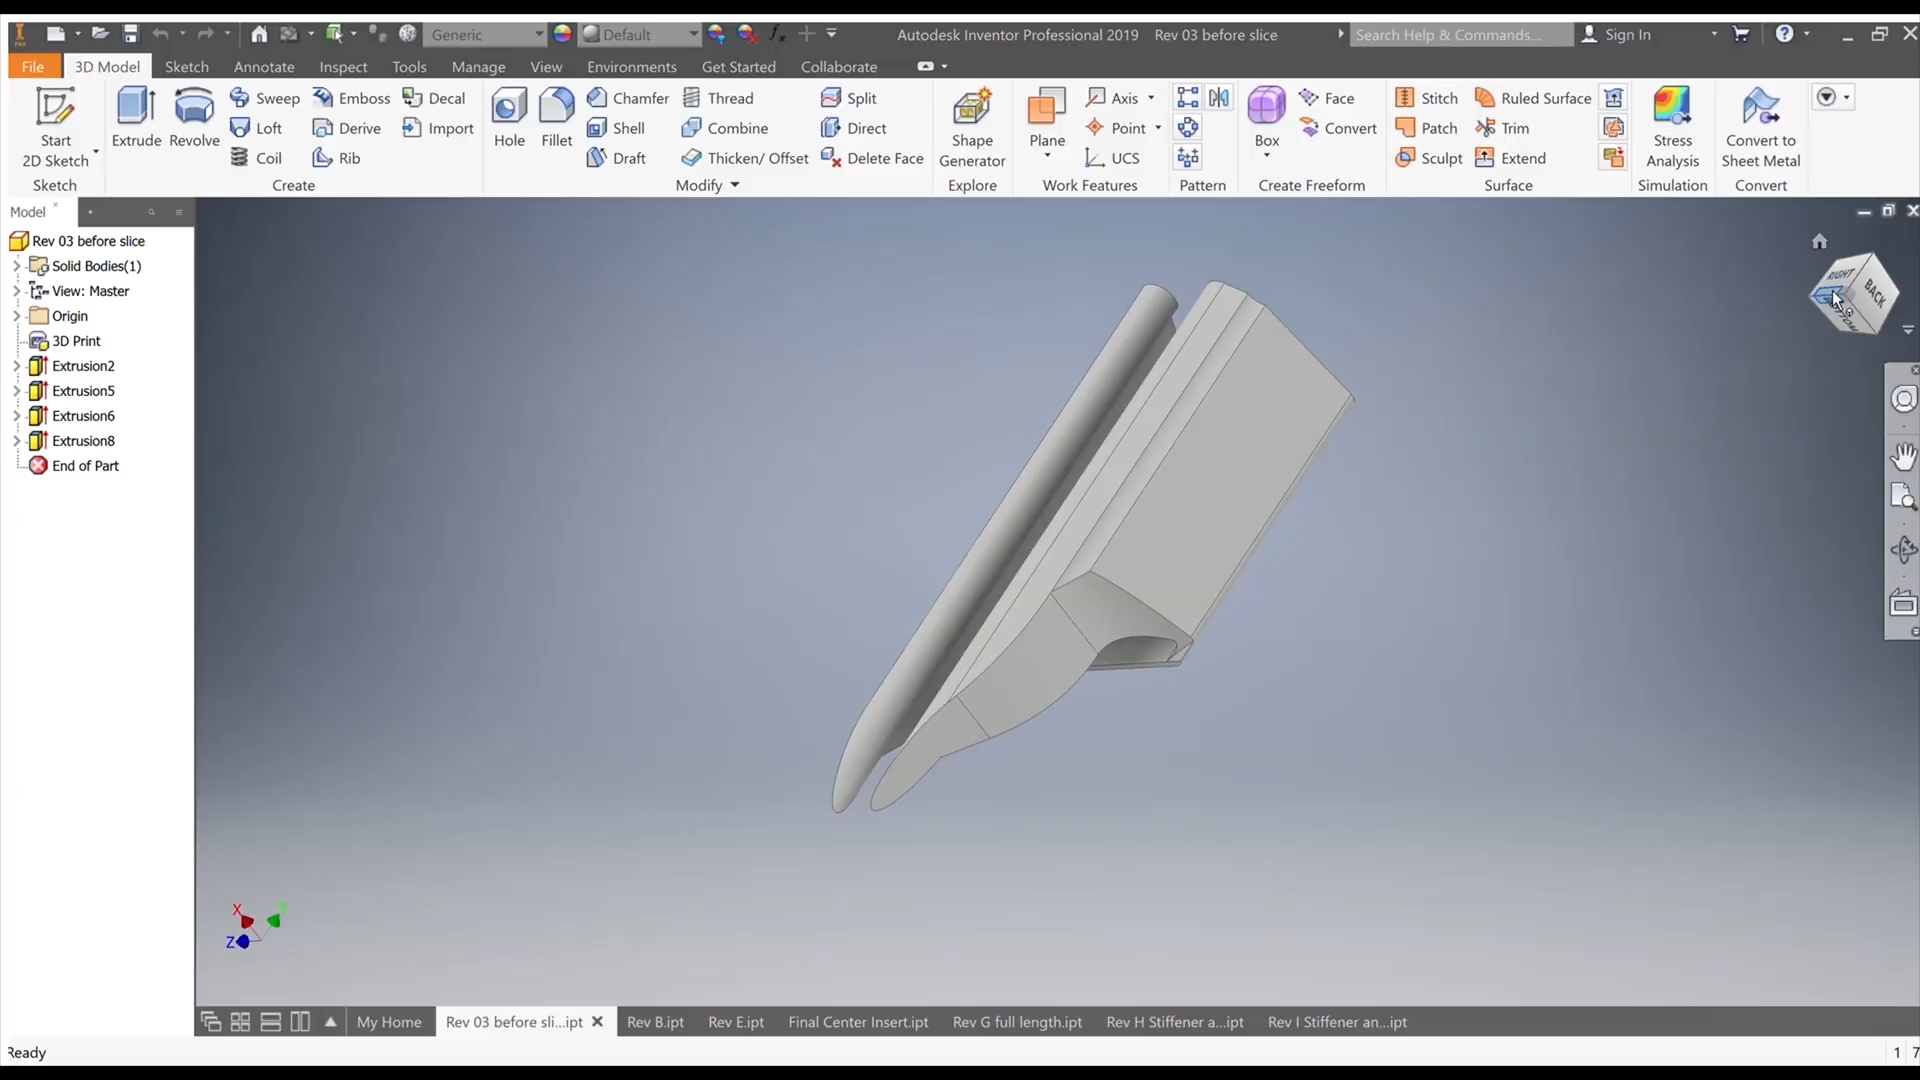 Generic
Default
Autodesk Inventor Professional 2019 Rev 03 before slice
Search Help & Commands...
Sign In
File 3D Model Sketch Annotate Inspect Tools Manage View Environments Get Started Collaborate
Start
2D Sketch
Extrude
Revolve
Sweep
Loft
Coil
Emboss
Derive
Rib
Decal
Import
Hole
Fillet
Chamfer
Shell
Draft
Thread
Combine
Thicken/ Offset
Split
Direct
Delete Face
Shape
Generator
Plane
Axis
Point
UCS
Box
Face
Convert
Stitch
Patch
Sculpt
Ruled Surface
Trim
Extend
Stress
Analysis
Convert to
Sheet Metal
Sketch Create Modify Explore Work Features Pattern Create Freeform Surface Simulation Convert
Model
Rev 03 before slice
Solid Bodies(1)
View: Master
Origin
3D Print
Extrusion2
Extrusion5
Extrusion6
Extrusion8
End of Part
RIGHT
BACK
X
Y
Z
My Home Rev 03 before sli...ipt Rev B.ipt Rev E.ipt Final Center Insert.ipt Rev G full length.ipt Rev H Stiffener a...ipt Rev I Stiffener an...ipt
Ready
1 7